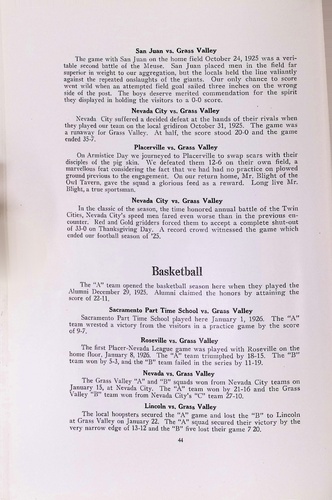 San Juan vs. Grass Valley
The game with San Juan on the home field October 24, 1925 was a veri-
table second battle of the Meuse. San Juan placed men in the field far
superior in weight to our aggregation, but the locals held the line valiantly
against the repeated onslaughts of the giants. Our only chance to score
went wild when an attempted field goal sailed three inches on the wrong
side of the post. The boys deserve merited commendation for the spirit
they displayed in holding the visitors to a 0-0 score.
Nevada City vs. Grass Valley
Nevada City suffered a decided defeat at the hands of their rivals when
they played our team on the local gridiron October 31, 1925. The game was
a runaway for Grass Valley. At half, the score stood 20-0 and the game
ended 35-7.
Placerville vs. Grass Valley
On Armistice Day we journeyed to Placerville to swap scars with their
disciples of the pig skin. We defeated them 12-6 on their own field, a
marvelous feat considering the fact that we had had no practice on plowed
ground previous to the engagement. On our return home, Mr. Blight, of the
Owl Tavern, gave the squad a glorious feed as a reward. Long live Mr.
Blight, a true sportsman.
Nevada City vs. Grass Valley
In the classic of the season, the time honored annual battle of the Twin
Cities, Nevada City's speed men fared even worse than in the previous en-
counter. Red and Gold gridders forced them to accept a complete shut-out
of 33-0 on Thanksgiving Day. A record crowd witnessed the game which
ended our football season of '25.
Basketball
The "A" team opened the basketball season here when they played the
Alumni December 29, 1925. Alumni claimed the honors by attaining the
score of 22-11.
Sacramento Part Time School vs. Grass Valley
Sacramento Part Time School played here January 1, 1926. The "A"
team wrested a victory from the visitors in a practice game by the score
of 9-7.
Roseville vs. Grass Valley
The first Placer-Nevada League game was played with Roseville on the
home floor, January 8, 1926. The "A" team triumphed by 18-15. The "B"
team won by 5-3, and the "B" team failed in the series by 11-19.
Nevada vs. Grass Valley
The Grass Valley "A" and "B" squads won from Nevada City teams on
January 15, at Nevada City. The "A" team won by 21-16 and the Grass
Valley "B" team won from Nevada City's "C" team 27-10.
Lincoln vs. Grass Valley
The local hoopsters secured the "A" game and lost the "B" to Lincoln
at Grass Valley on January 22. The "A" squad secured their victory by the
very narrow edge of 13-12 and the "B" five lost their game 7 20.
44